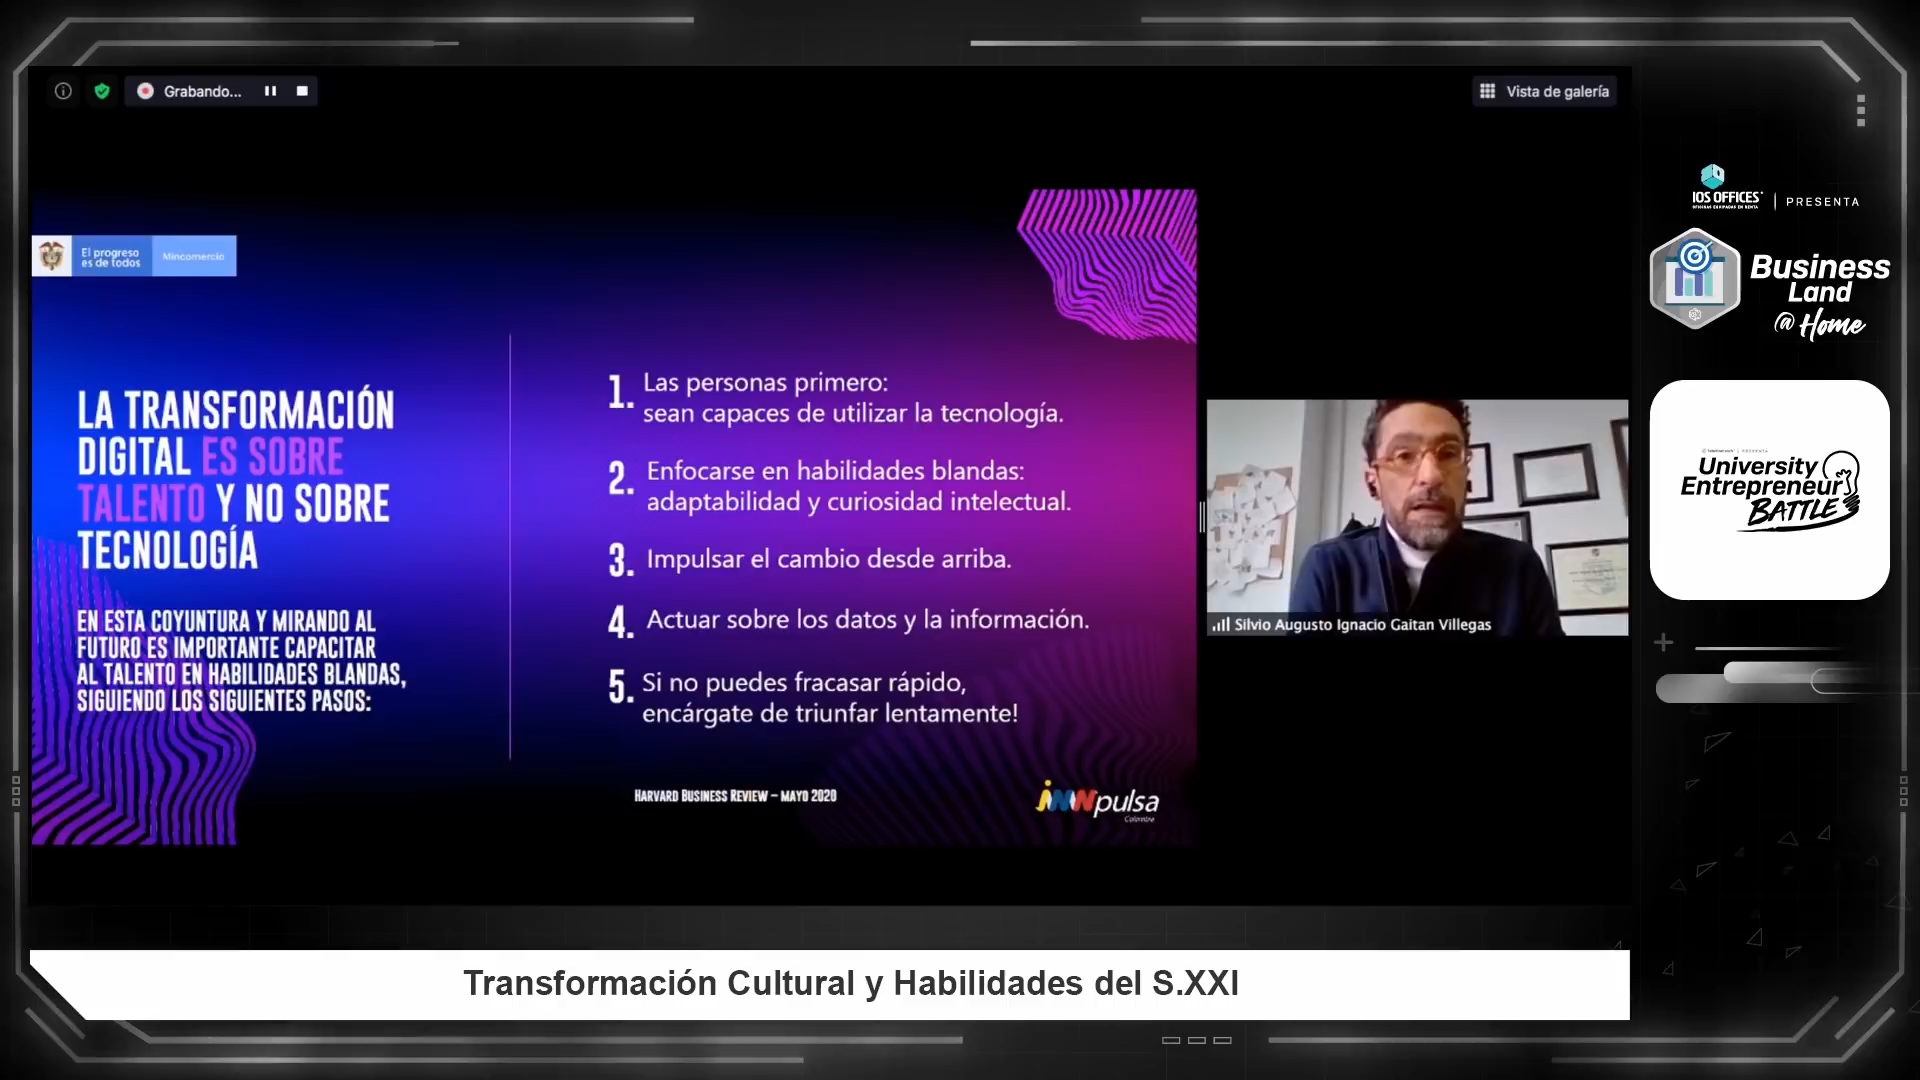 Grabando...
Vista de galería
El progreso
es de todos
Mincomercio
LA TRANSFORMACIÓN
DIGITAL ES SOBRE
TALENTO Y NO SOBRE
TECNOLOGÍA
EN ESTA COYUNTURA Y MIRANDO AL
FUTURO ES IMPORTANTE CAPACITAR
AL TALENTO EN HABILIDADES BLANDAS,
SIGUIENDO LOS SIGUIENTES PASOS:
1. Las personas primero:
sean capaces de utilizar la tecnología.
2. Enfocarse en habilidades blandas:
adaptabilidad y curiosidad intelectual.
3. Impulsar el cambio desde arriba.
4. Actuar sobre los datos y la información.
5. Si no puedes fracasar rápido,
encárgate de triunfar lentamente!
HARVARD BUSINESS REVIEW – MAYO 2020
iNNpulsa
Colombia
Silvio Augusto Ignacio Gaitan Villegas
IOS OFFICES
OFICINAS EQUIPADAS EN RENTA
PRESENTA
Business
Land
@ Home
University
Entrepreneur
BATTLE
Transformación Cultural y Habilidades del S.XXI